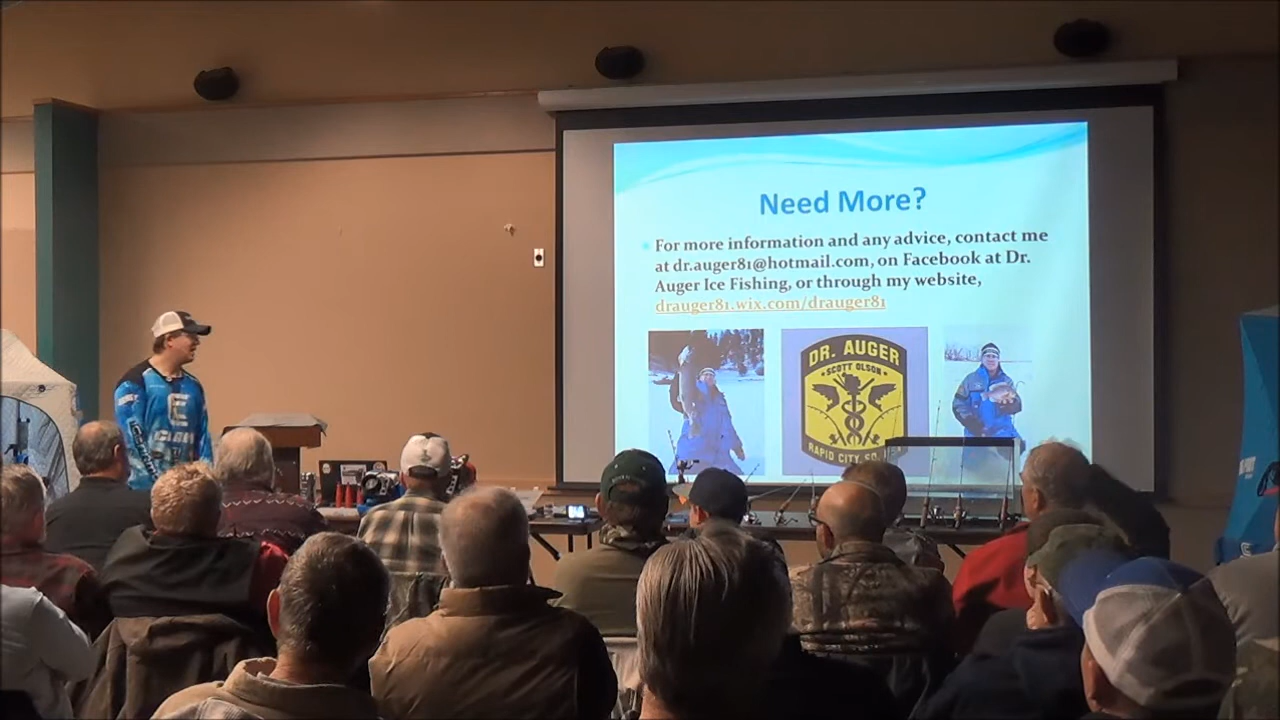 Need More?
For more information and any advice, contact me
at dr.auger81@hotmail.com, on Facebook at Dr.
Auger Ice Fishing, or through my website,
drauger81.wix.com/drauger81
DR. AUGER
SCOTT OLSON
RAPID CITY, SD,